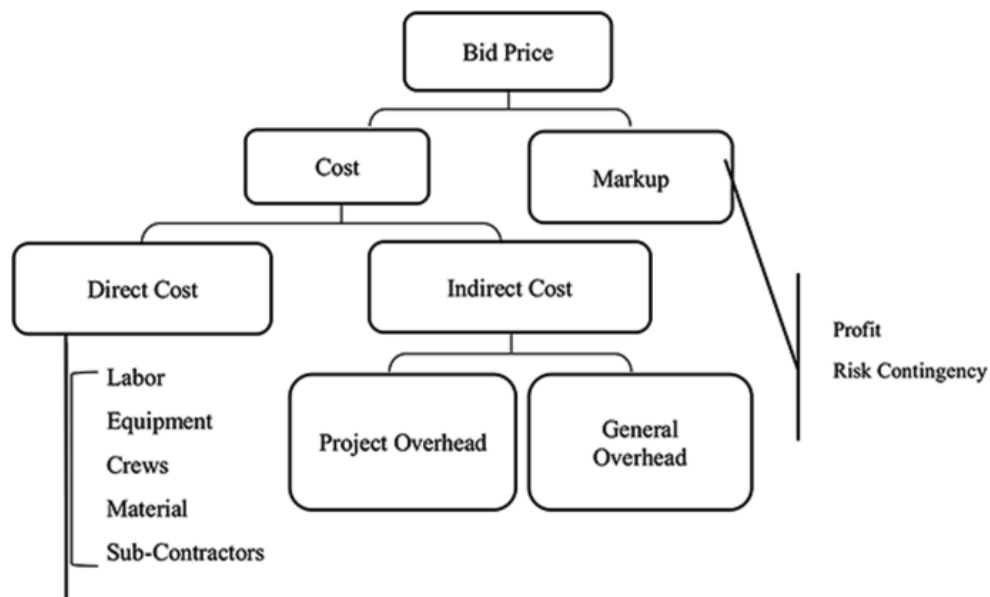 Bid Price
Cost
Markup
Direct Cost
Indirect Cost
Labor
Equipment
Crews
Material
Sub-Contractors
Project Overhead
General
Overhead
Profit
Risk Contingency